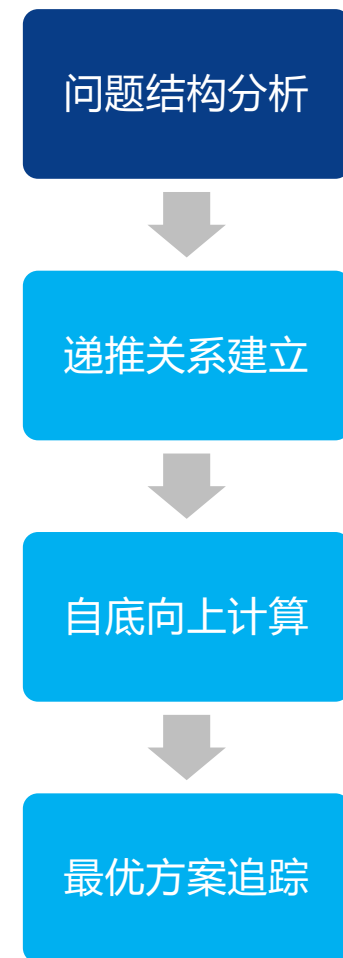 问题结构分析
递推关系建立
自底向上计算
最优方案追踪